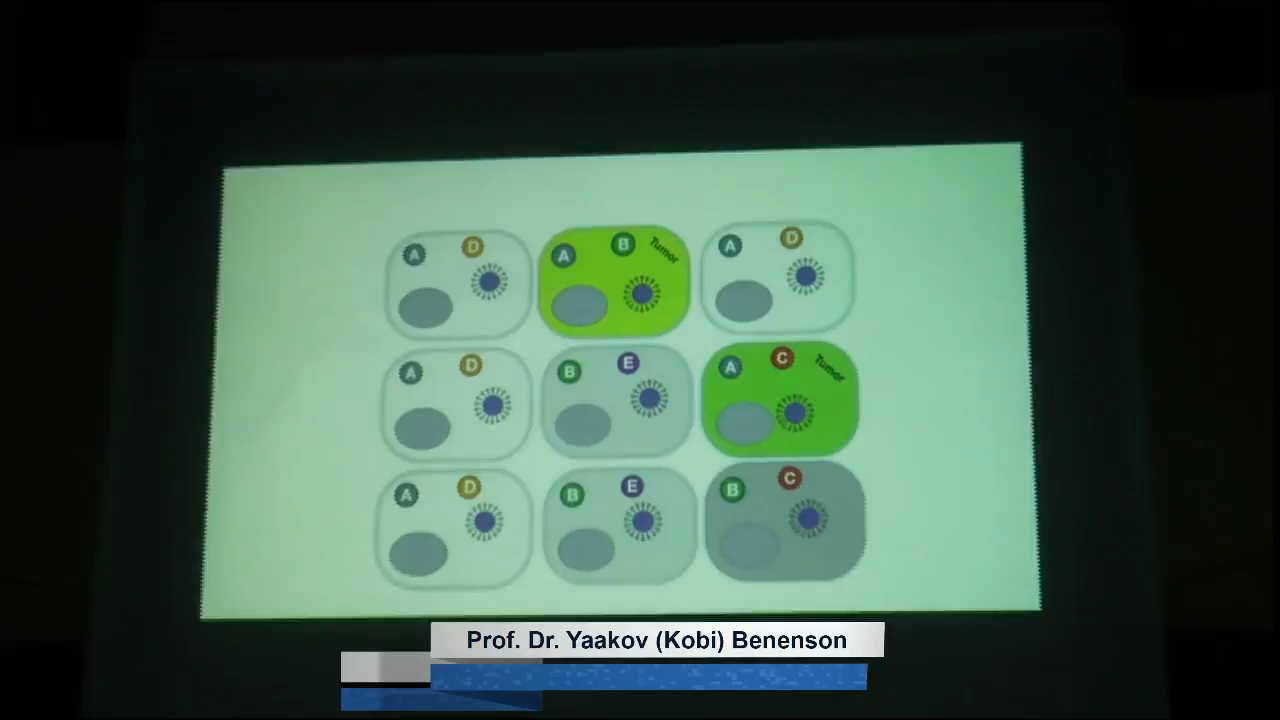 A D
A B Tumor
A D
A D
B E
A C Tumor
A D
B E
B C
Prof. Dr. Yaakov (Kobi) Benenson